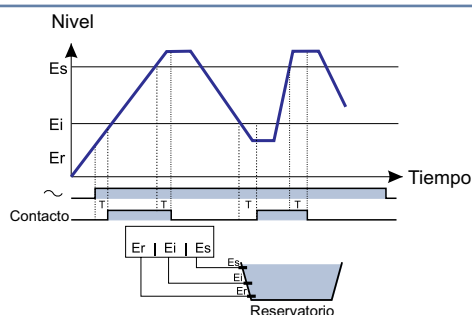 Nivel
Es
Ei
Er
Tiempo
T T T T
Contacto
Er | Ei | Es
Es
Ei
Er
Reservatorio